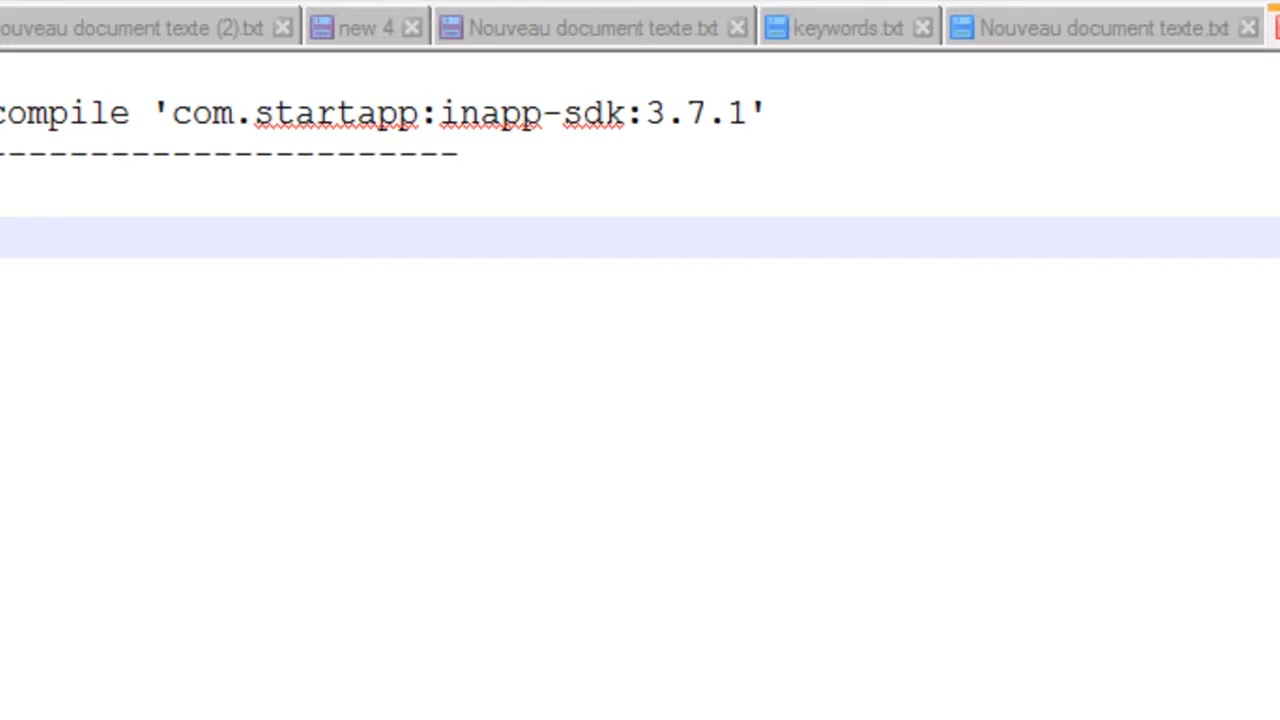 ouveau document texte (2).txt new 4 Nouveau document texte.txt keywords.txt Nouveau document texte.txt
compile 'com.startapp:inapp-sdk:3.7.1'
-----------------------